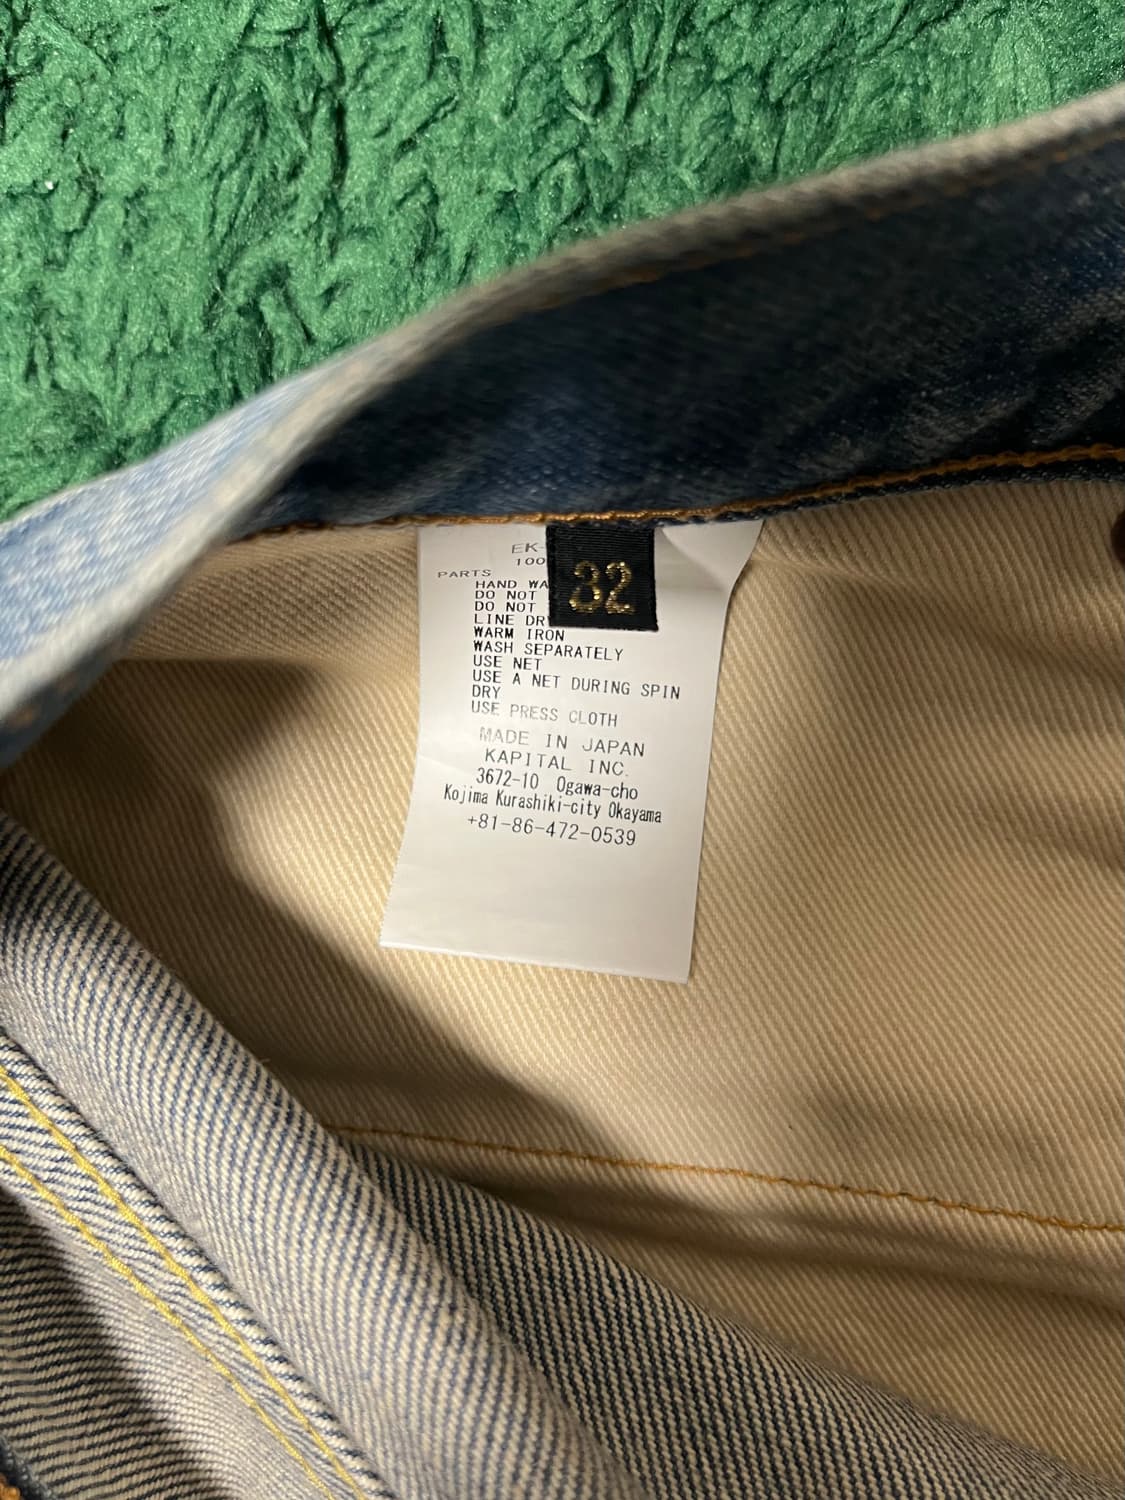 EK-
100
32
PARTS
HAND WA
DO NOT
DO NOT
LINE DRY
WARM IRON
WASH SEPARATELY
USE NET
USE A NET DURING SPIN
DRY
USE PRESS CLOTH
MADE IN JAPAN
KAPITAL INC.
3672-10 Ogawa-cho
Kojima Kurashiki-city Okayama
+81-86-472-0539